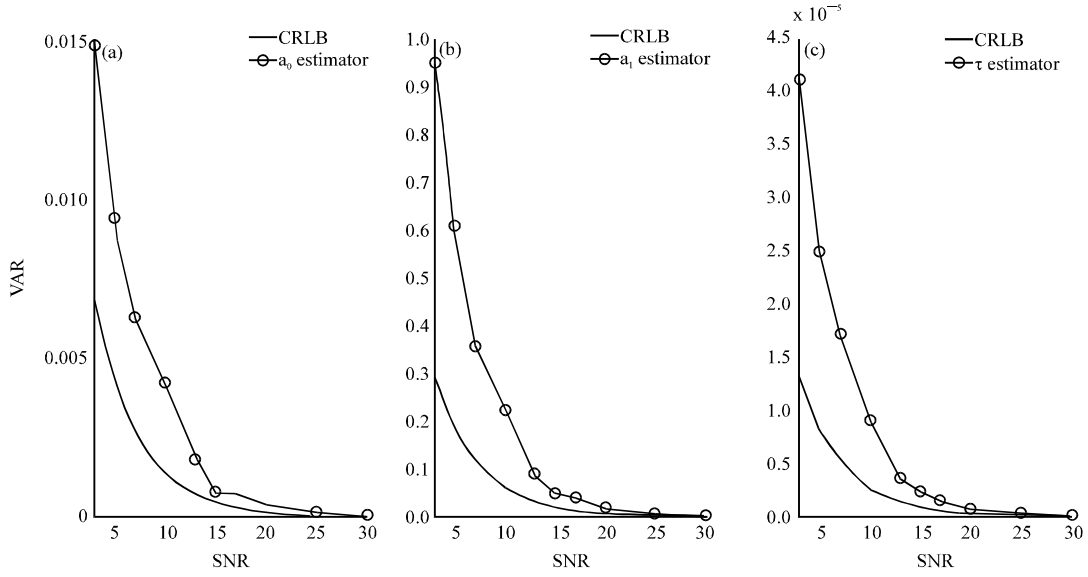 (a)
CRLB
a₀ estimator
0.015
0.010
0.005
0
VAR
5 10 15 20 25 30
SNR
(b)
CRLB
a₁ estimator
1.0
0.9
0.8
0.7
0.6
0.5
0.4
0.3
0.2
0.1
0.0
5 10 15 20 25 30
SNR
x 10⁻⁵
(c)
CRLB
τ estimator
4.5
4.0
3.5
3.0
2.5
2.0
1.5
1.0
0.5
0.0
5 10 15 20 25 30
SNR